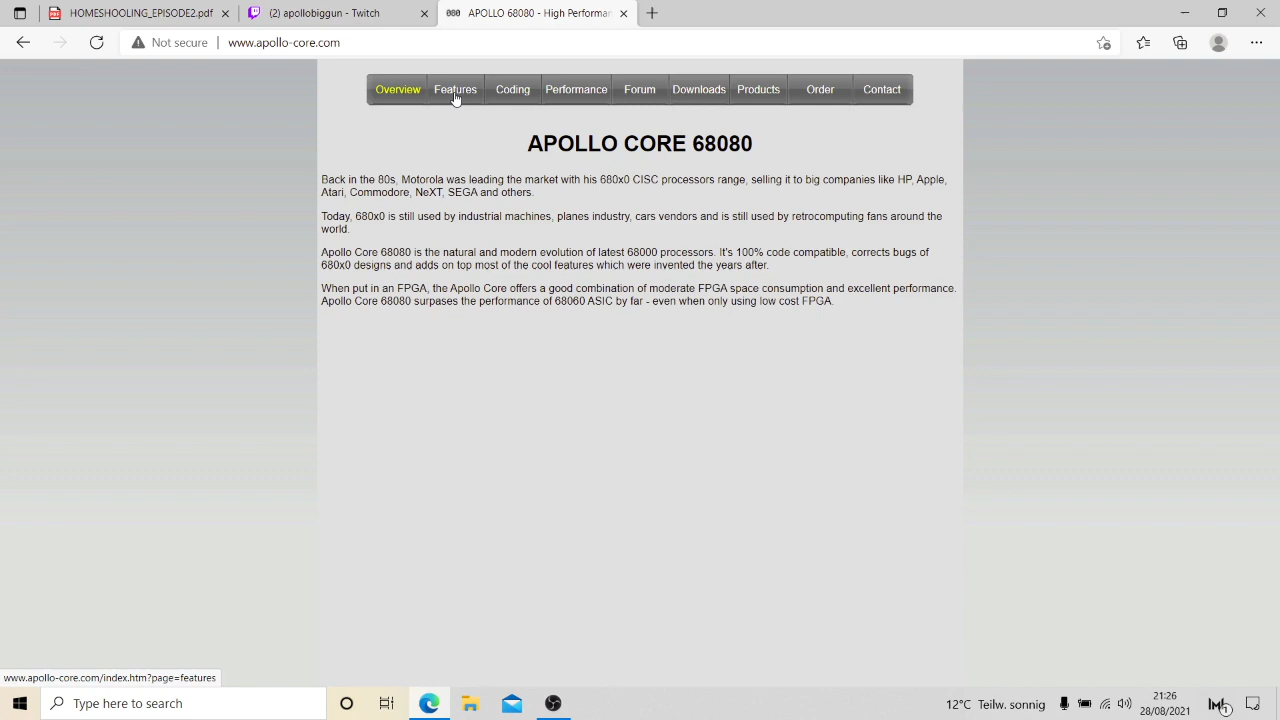 HOMESHOOLING_EPISODE2.pdf
(2) apollobiggun - Twitch
APOLLO 68080 - High Performan
Not secure
www.apollo-core.com
Overview Features Coding Performance Forum Downloads Products Order Contact
APOLLO CORE 68080
Back in the 80s, Motorola was leading the market with his 680x0 CISC processors range, selling it to big companies like HP, Apple,
Atari, Commodore, NeXT, SEGA and others.
Today, 680x0 is still used by industrial machines, planes industry, cars vendors and is still used by retrocomputing fans around the
world.
Apollo Core 68080 is the natural and modern evolution of latest 68000 processors. It's 100% code compatible, corrects bugs of
680x0 designs and adds on top most of the cool features which were invented the years after.
When put in an FPGA, the Apollo Core offers a good combination of moderate FPGA space consumption and excellent performance.
Apollo Core 68080 surpases the performance of 68060 ASIC by far - even when only using low cost FPGA.
www.apollo-core.com/index.htm?page=features
Type here to search
12°C Teilw. sonnig
21:26
28/08/2021
1